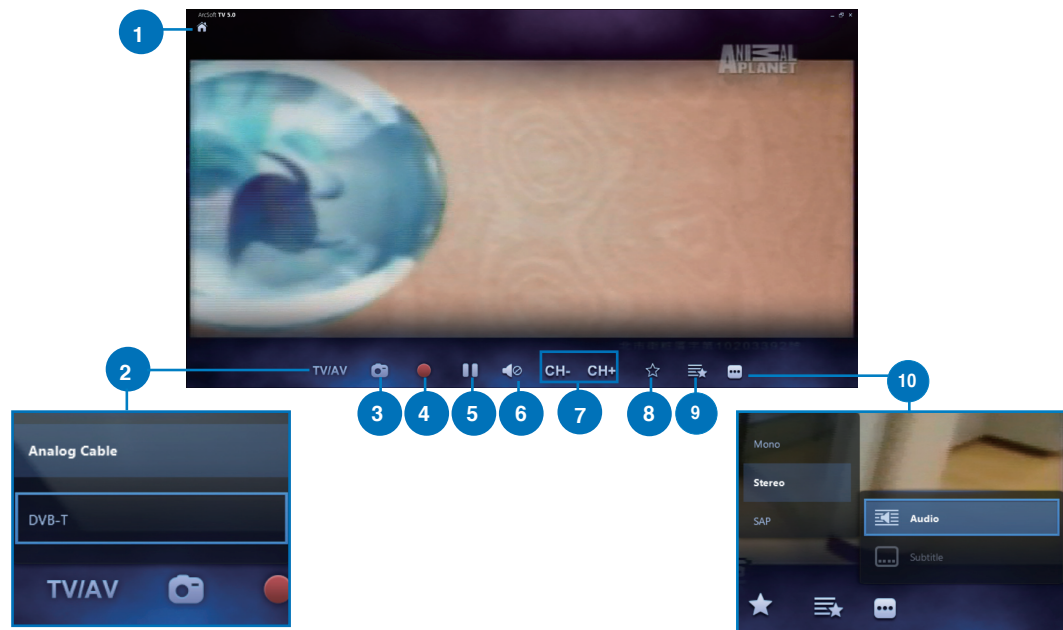 ArcSoft TV 5.0
1
ANIMAL
PLANET
2
TV/AV
CH- CH+
10
3
4
5
6
7
8
9
Analog Cable
DVB-T
TV/AV
Mono
Stereo
SAP
Audio
Subtitle